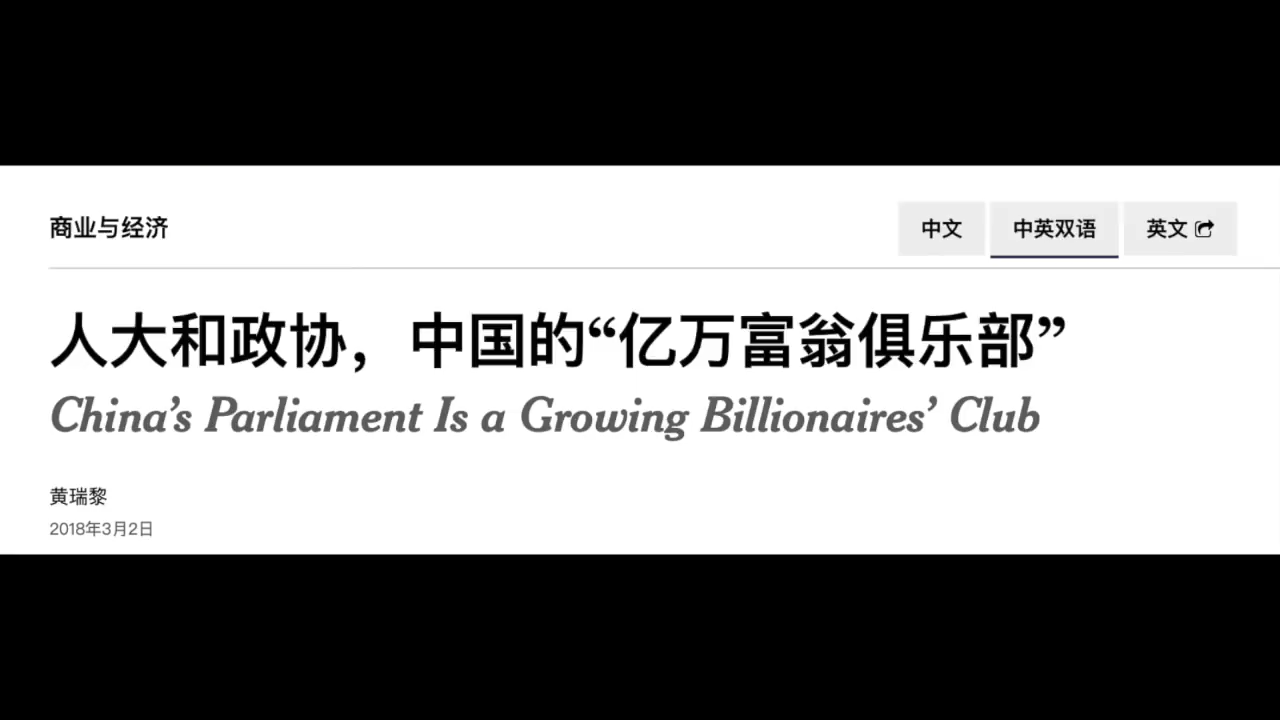 商业与经济
中文 中英双语 英文
人大和政协，中国的“亿万富翁俱乐部”
China’s Parliament Is a Growing Billionaires’ Club
黄瑞黎
2018年3月2日